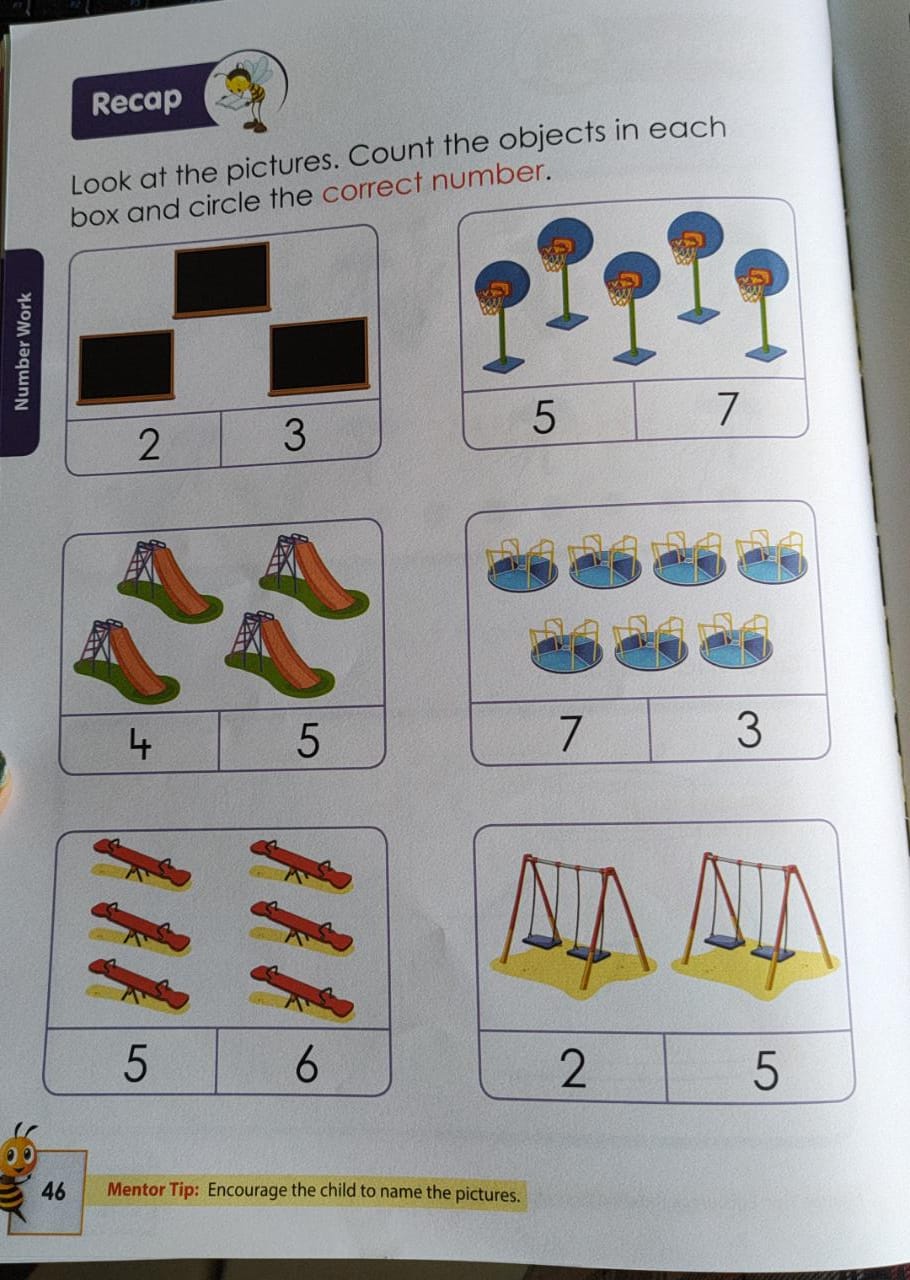 Recap
Look at the pictures. Count the objects in each
box and circle the correct number.
Number Work
2 3
5 7
4 5
7 3
5 6
2 5
46
Mentor Tip: Encourage the child to name the pictures.